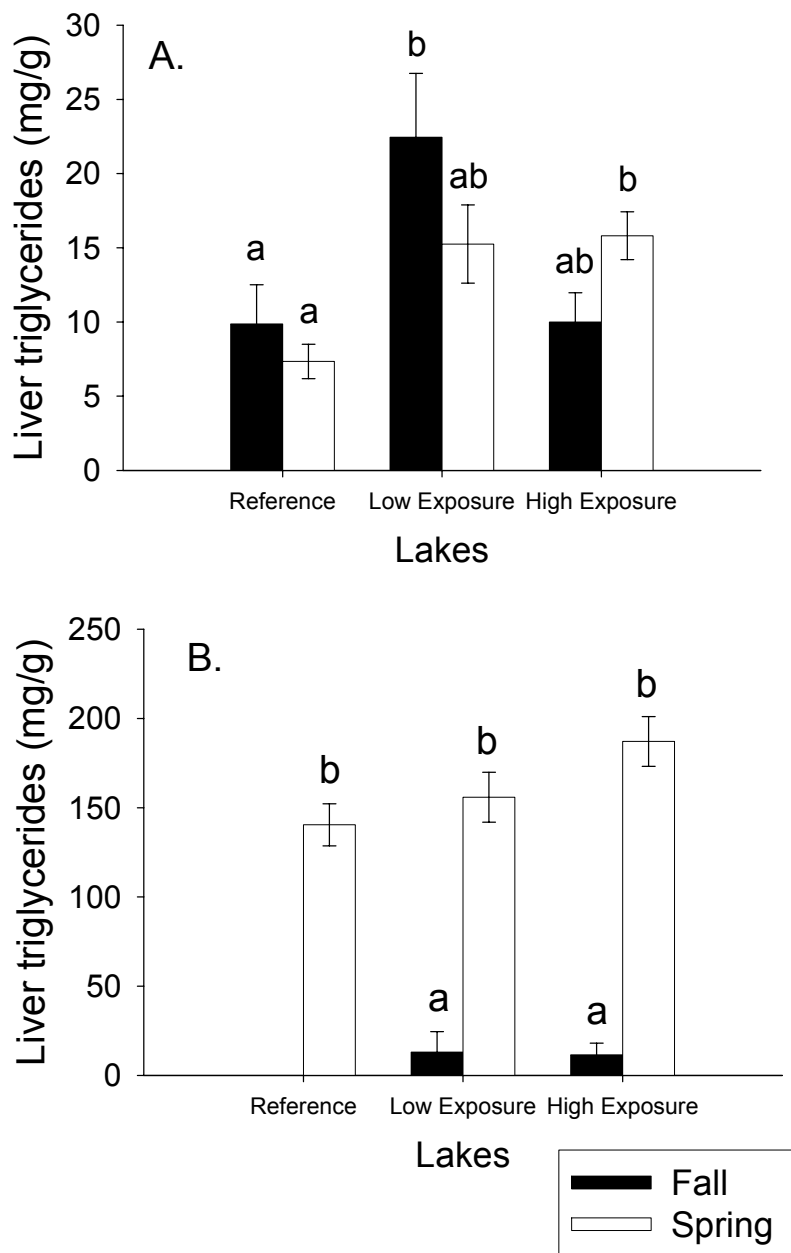 Liver triglycerides (mg/g)
30
25
20
15
10
5
0
A.
a
a
b
ab
ab
b
Reference Low Exposure High Exposure
Lakes
Liver triglycerides (mg/g)
250
200
150
100
50
0
B.
b
a
b
a
b
Reference Low Exposure High Exposure
Lakes
Fall
Spring